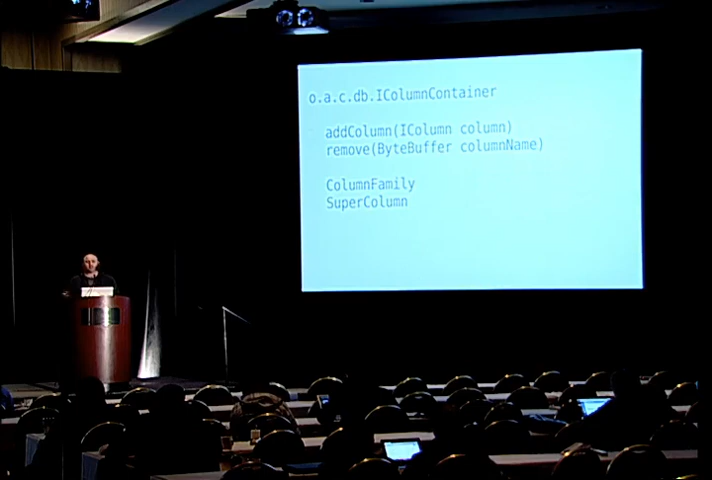 o.a.c.db.IColumnContainer
addColumn(IColumn column)
remove(ByteBuffer columnName)
ColumnFamily
SuperColumn